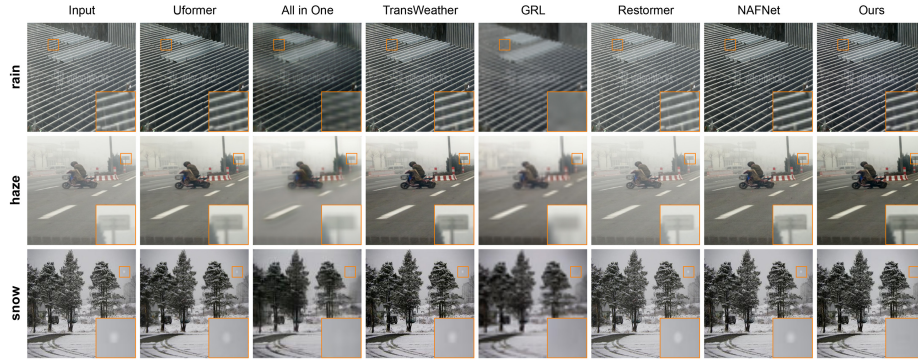 Input Uformer All in One TransWeather GRL Restormer NAFNet Ours
rain
haze
snow